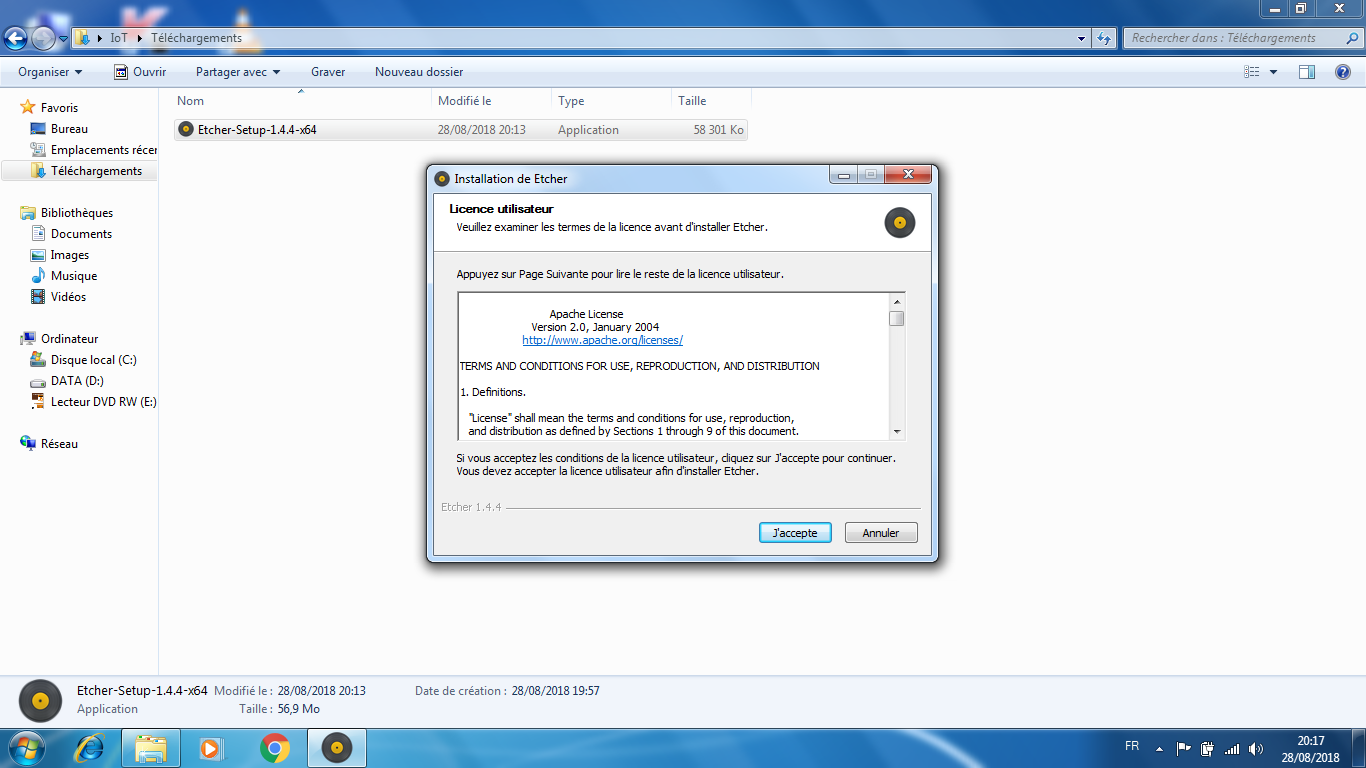 IoT Téléchargements
Rechercher dans : Téléchargements
Organiser Ouvrir Partager avec Graver Nouveau dossier
Favoris
Bureau
Emplacements récer
Téléchargements
Bibliothèques
Documents
Images
Musique
Vidéos
Ordinateur
Disque local (C:)
DATA (D:)
Lecteur DVD RW (E:)
Réseau
Nom Modifié le Type Taille
Etcher-Setup-1.4.4-x64 28/08/2018 20:13 Application 58 301 Ko
Installation de Etcher
Licence utilisateur
Veuillez examiner les termes de la licence avant d'installer Etcher.
Appuyez sur Page Suivante pour lire le reste de la licence utilisateur.
Apache License
Version 2.0, January 2004
http://www.apache.org/licenses/
TERMS AND CONDITIONS FOR USE, REPRODUCTION, AND DISTRIBUTION
1. Definitions.
"License" shall mean the terms and conditions for use, reproduction,
and distribution as defined by Sections 1 through 9 of this document.
Si vous acceptez les conditions de la licence utilisateur, cliquez sur J'accepte pour continuer.
Vous devez accepter la licence utilisateur afin d'installer Etcher.
Etcher 1.4.4
J'accepte Annuler
Etcher-Setup-1.4.4-x64 Modifié le : 28/08/2018 20:13 Date de création : 28/08/2018 19:57
Application Taille : 56,9 Mo
FR
20:17
28/08/2018